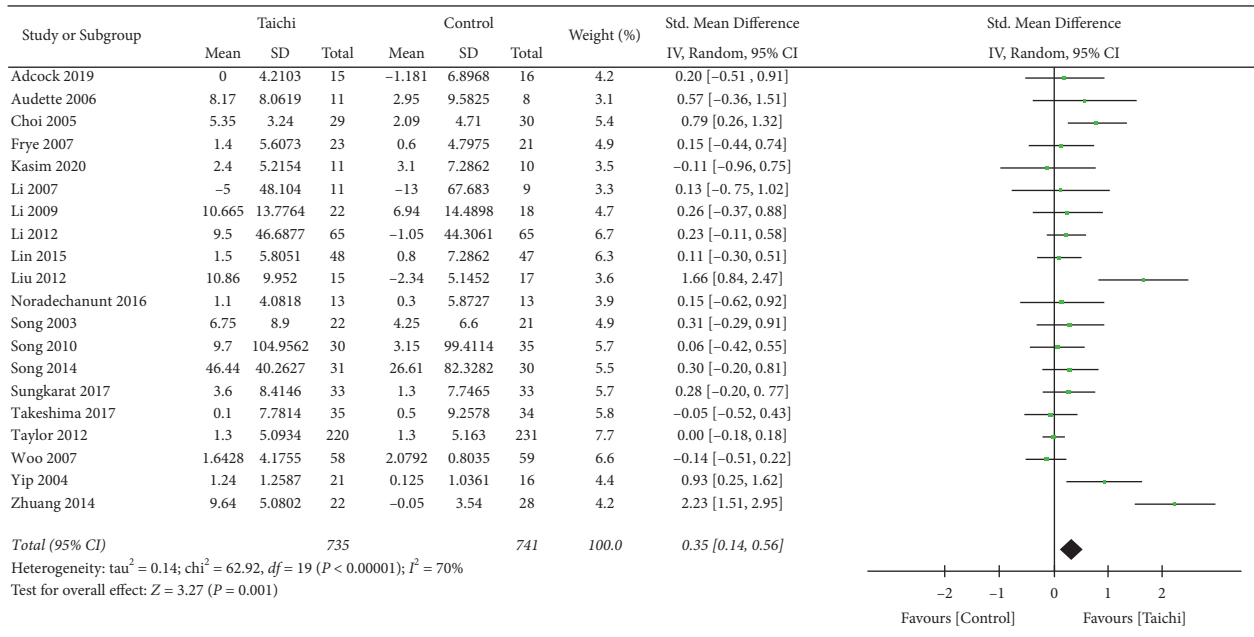 Study or Subgroup Taichi Control Weight (%) Std. Mean Difference Std. Mean Difference
Mean SD Total Mean SD Total IV, Random, 95% CI IV, Random, 95% CI
Adcock 2019 0 4.2103 15 –1.181 6.8968 16 4.2 0.20 [–0.51 , 0.91]
Audette 2006 8.17 8.0619 11 2.95 9.5825 8 3.1 0.57 [–0.36, 1.51]
Choi 2005 5.35 3.24 29 2.09 4.71 30 5.4 0.79 [0.26, 1.32]
Frye 2007 1.4 5.6073 23 0.6 4.7975 21 4.9 0.15 [–0.44, 0.74]
Kasim 2020 2.4 5.2154 11 3.1 7.2862 10 3.5 –0.11 [–0.96, 0.75]
Li 2007 –5 48.104 11 –13 67.683 9 3.3 0.13 [–0. 75, 1.02]
Li 2009 10.665 13.7764 22 6.94 14.4898 18 4.7 0.26 [–0.37, 0.88]
Li 2012 9.5 46.6877 65 –1.05 44.3061 65 6.7 0.23 [–0.11, 0.58]
Lin 2015 1.5 5.8051 48 0.8 7.2862 47 6.3 0.11 [–0.30, 0.51]
Liu 2012 10.86 9.952 15 –2.34 5.1452 17 3.6 1.66 [0.84, 2.47]
Noradechanunt 2016 1.1 4.0818 13 0.3 5.8727 13 3.9 0.15 [–0.62, 0.92]
Song 2003 6.75 8.9 22 4.25 6.6 21 4.9 0.31 [–0.29, 0.91]
Song 2010 9.7 104.9562 30 3.15 99.4114 35 5.7 0.06 [–0.42, 0.55]
Song 2014 46.44 40.2627 31 26.61 82.3282 30 5.5 0.30 [–0.20, 0.81]
Sungkarat 2017 3.6 8.4146 33 1.3 7.7465 33 5.7 0.28 [–0.20, 0. 77]
Takeshima 2017 0.1 7.7814 35 0.5 9.2578 34 5.8 –0.05 [–0.52, 0.43]
Taylor 2012 1.3 5.0934 220 1.3 5.163 231 7.7 0.00 [–0.18, 0.18]
Woo 2007 1.6428 4.1755 58 2.0792 0.8035 59 6.6 –0.14 [–0.51, 0.22]
Yip 2004 1.24 1.2587 21 0.125 1.0361 16 4.4 0.93 [0.25, 1.62]
Zhuang 2014 9.64 5.0802 22 –0.05 3.54 28 4.2 2.23 [1.51, 2.95]
Total (95% CI) 735 741 100.0 0.35 [0.14, 0.56]
Heterogeneity: tau² = 0.14; chi² = 62.92, df = 19 (P < 0.00001); I² = 70%
Test for overall effect: Z = 3.27 (P = 0.001)
–2 –1 0 1 2
Favours [Control] Favours [Taichi]